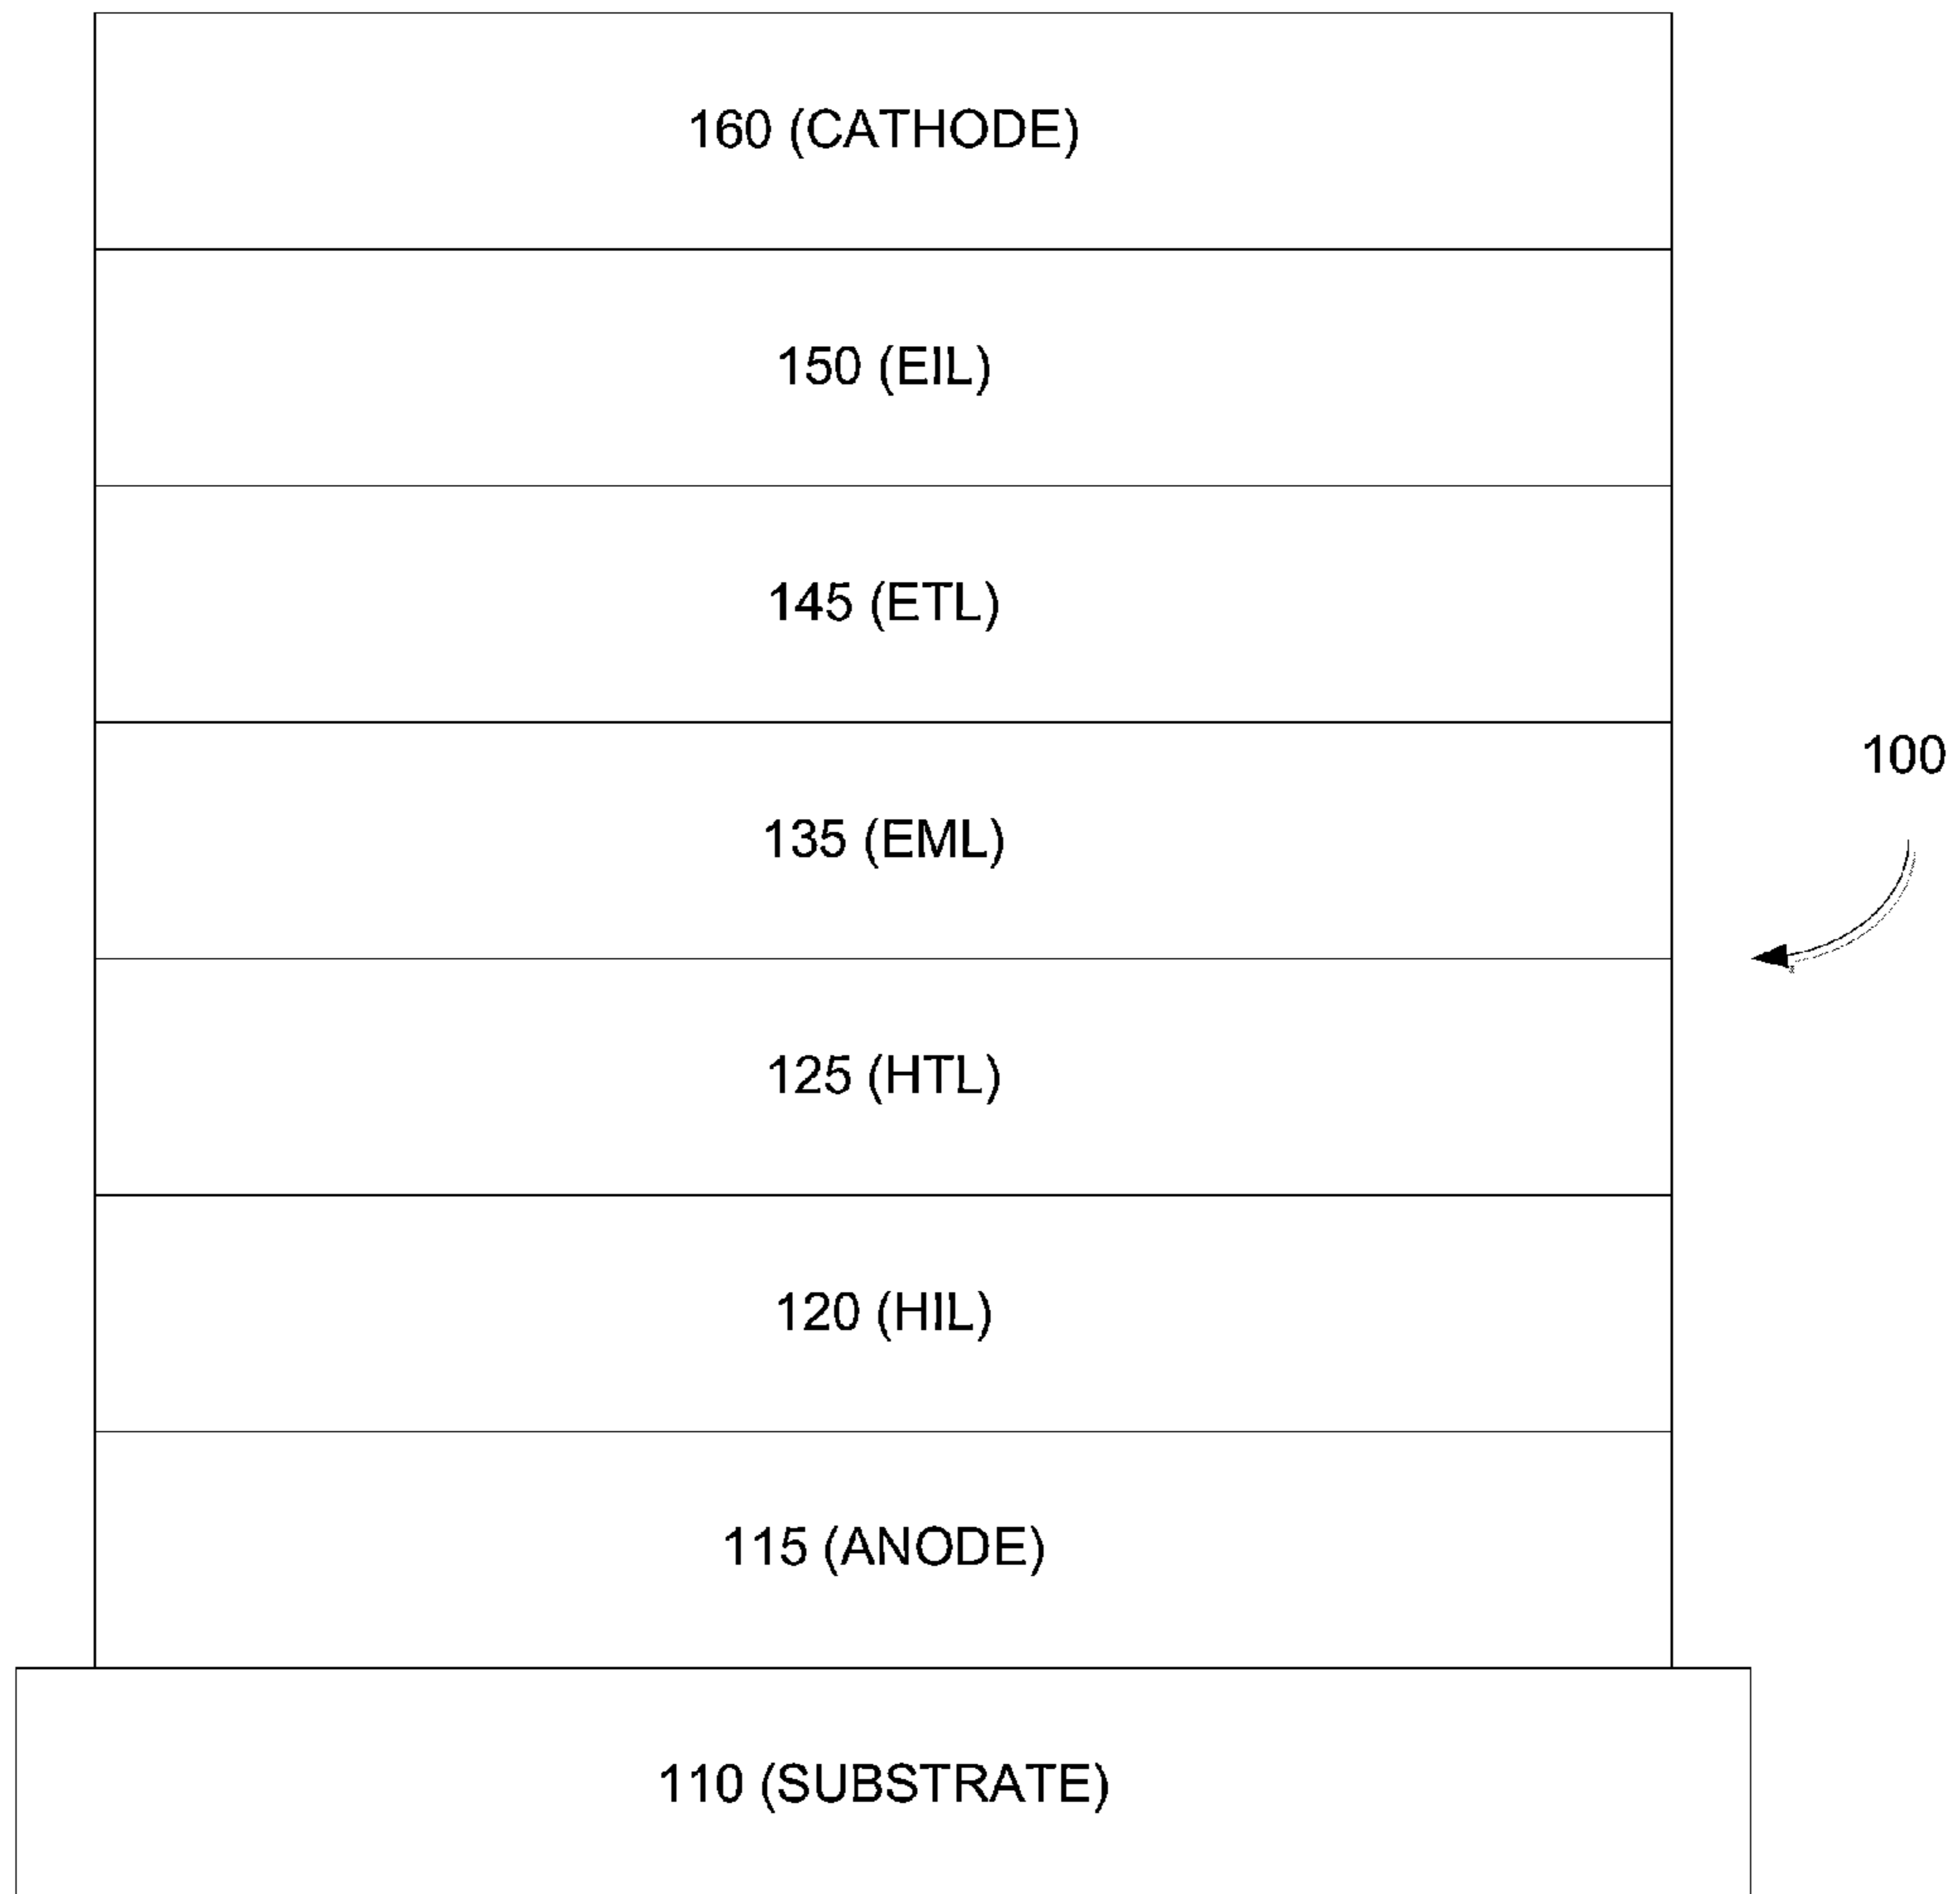 160 (CATHODE)
150 (EIL)
145 (ETL)
100
135 (EML)
125 (HTL)
120 (HIL)
115 (ANODE)
110 (SUBSTRATE)